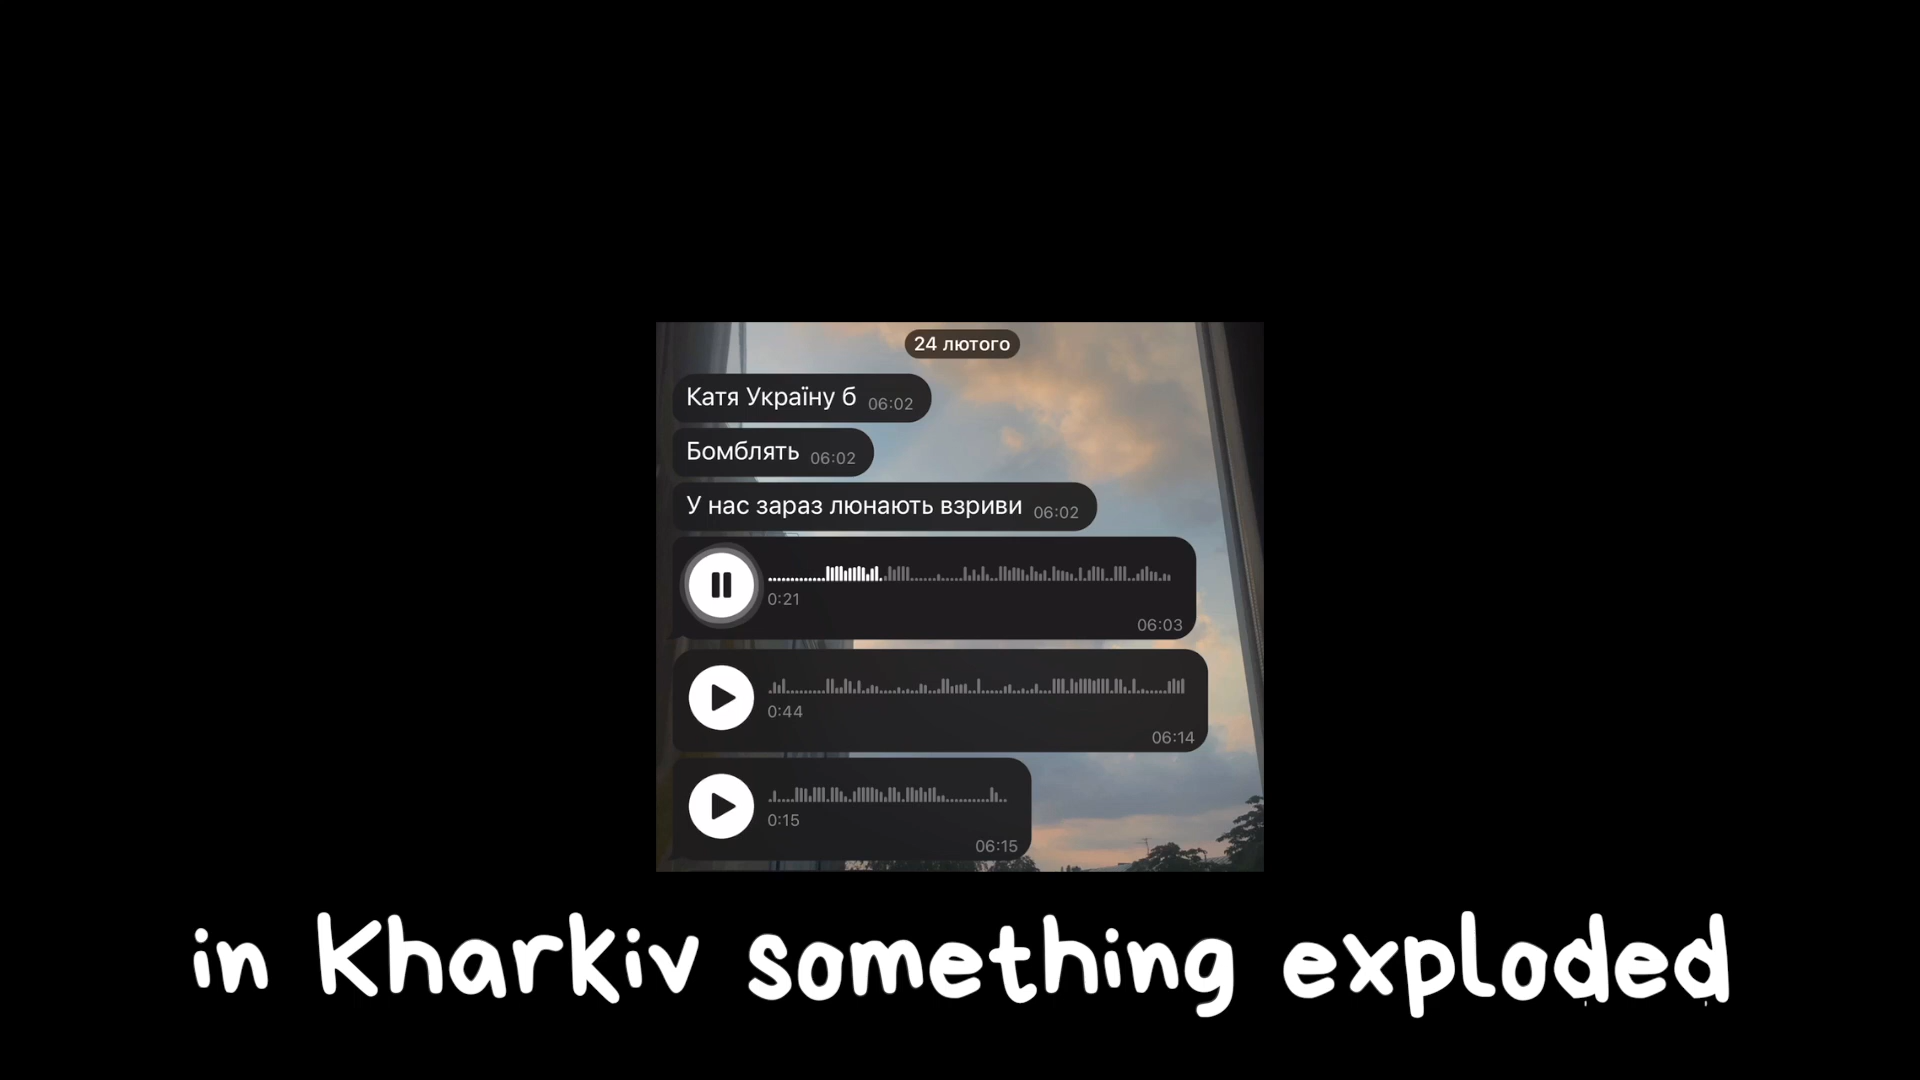 24 лютого
Катя Україну б 06:02
Бомблять 06:02
У нас зараз люнають взриви 06:02
0:21
06:03
0:44
06:14
0:15
06:15
in Kharkiv something exploded